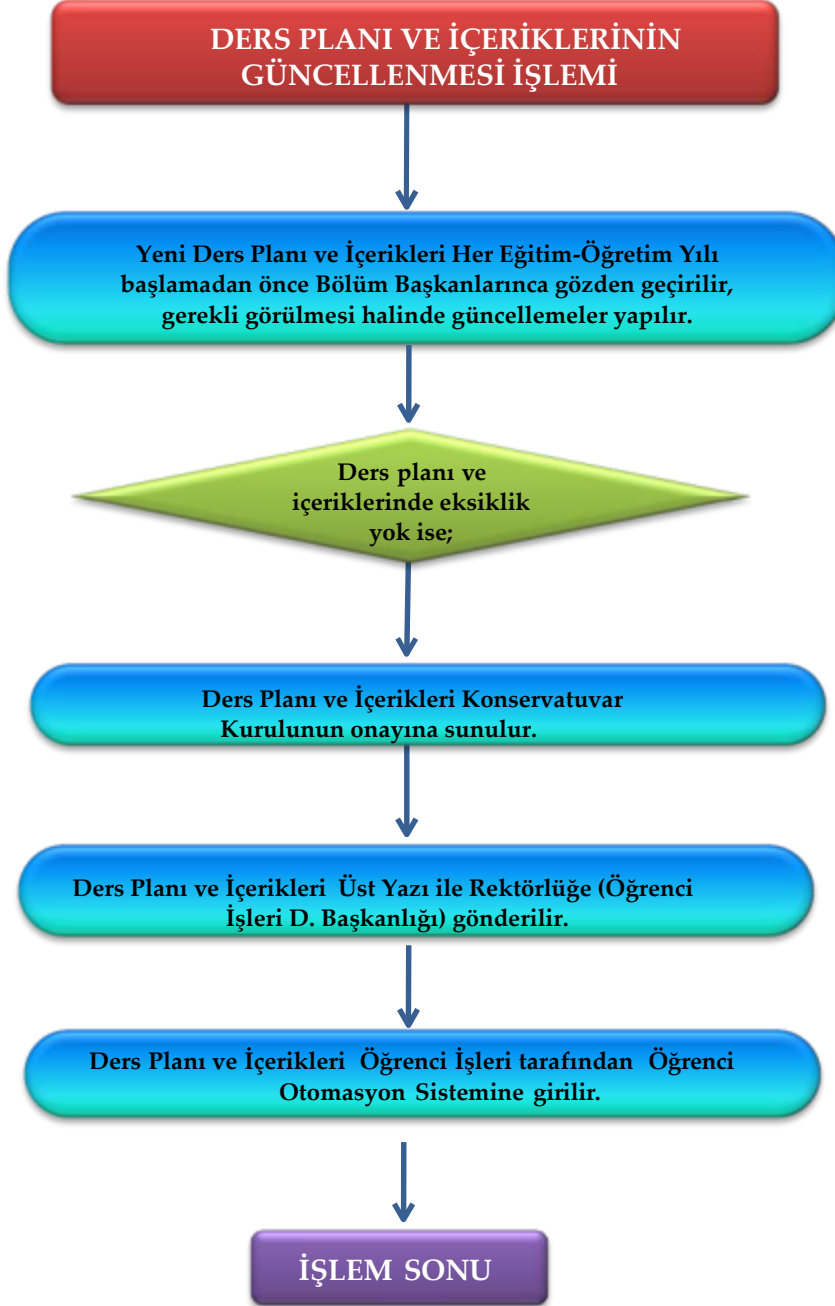 DERS PLANI VE İÇERİKLERİNİN
GÜNCELLENMESİ İŞLEMİ
Yeni Ders Planı ve İçerikleri Her Eğitim-Öğretim Yılı
başlamadan önce Bölüm Başkanlarınca gözden geçirilir,
gerekli görülmesi halinde güncellemeler yapılır.
Ders planı ve
içeriklerinde eksiklik
yok ise;
Ders Planı ve İçerikleri Konservatuvar
Kurulunun onayına sunulur.
Ders Planı ve İçerikleri Üst Yazı ile Rektörlüğe (Öğrenci
İşleri D. Başkanlığı) gönderilir.
Ders Planı ve İçerikleri Öğrenci İşleri tarafından Öğrenci
Otomasyon Sistemine girilir.
İŞLEM SONU